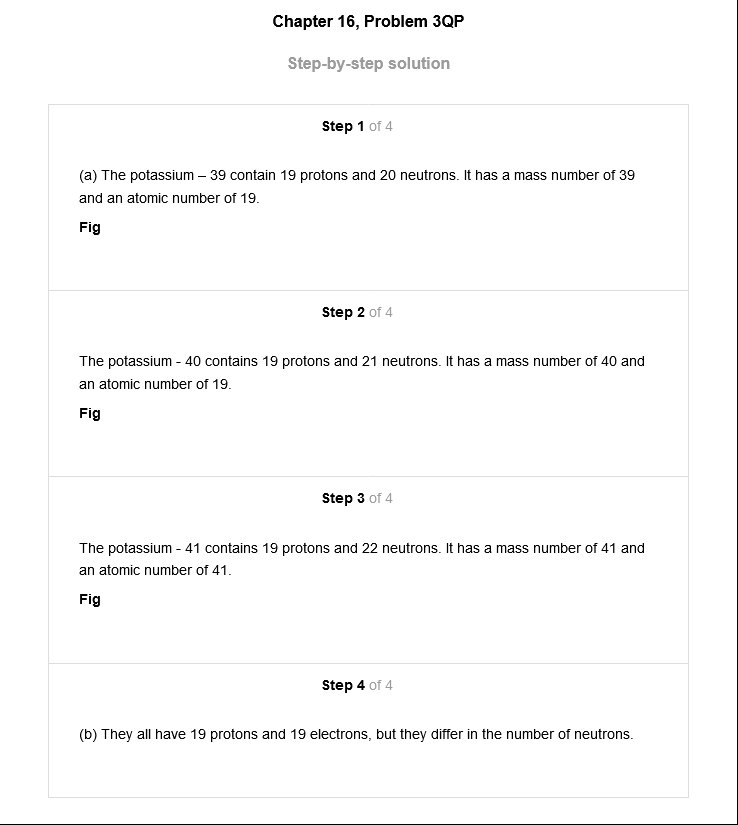 Chapter 16, Problem 3QP
Step-by-step solution
Step 1 of 4
(a) The potassium – 39 contain 19 protons and 20 neutrons. It has a mass number of 39
and an atomic number of 19.
Fig
Step 2 of 4
The potassium - 40 contains 19 protons and 21 neutrons. It has a mass number of 40 and
an atomic number of 19.
Fig
Step 3 of 4
The potassium - 41 contains 19 protons and 22 neutrons. It has a mass number of 41 and
an atomic number of 41.
Fig
Step 4 of 4
(b) They all have 19 protons and 19 electrons, but they differ in the number of neutrons.